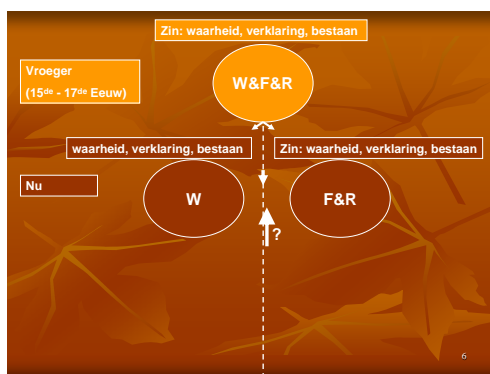 Zin: waarheid, verklaring, bestaan
Vroeger
(15de - 17de Eeuw)
W&F&R
waarheid, verklaring, bestaan
Zin: waarheid, verklaring, bestaan
Nu
W
F&R
?
6